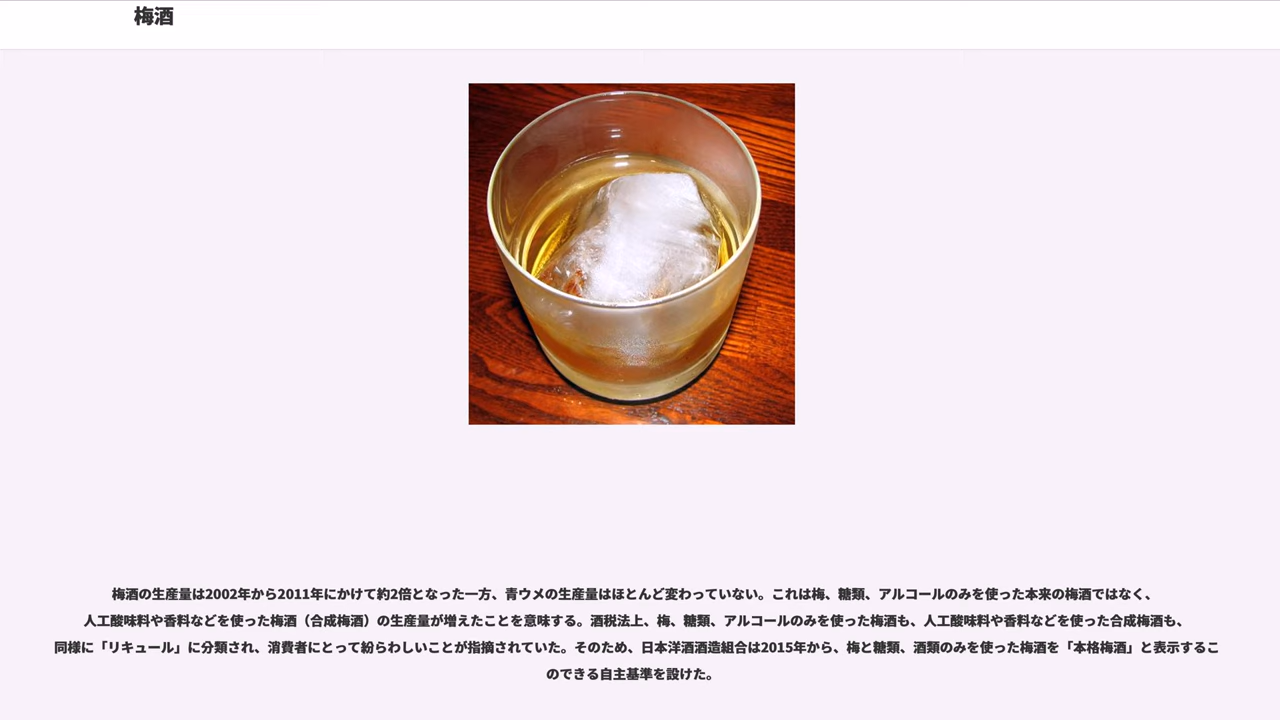 梅酒
梅酒の生産量は2002年から2011年にかけて約2倍となった一方、青ウメの生産量はほとんど変わっていない。これは梅、糖類、アルコールのみを使った本来の梅酒ではなく、
人工酸味料や香料などを使った梅酒（合成梅酒）の生産量が増えたことを意味する。酒税法上、梅、糖類、アルコールのみを使った梅酒も、人工酸味料や香料などを使った合成梅酒も、
同様に「リキュール」に分類され、消費者にとって紛らわしいことが指摘されていた。そのため、日本洋酒酒造組合は2015年から、梅と糖類、酒類のみを使った梅酒を「本格梅酒」と表示するこ
のできる自主基準を設けた。